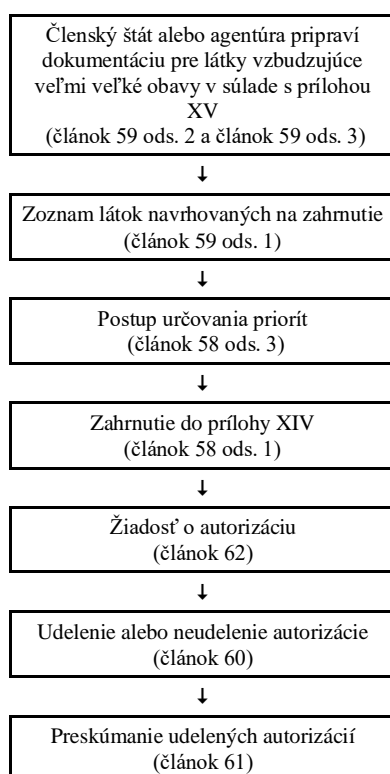 Členský štát alebo agentúra pripraví
dokumentáciu pre látky vzbudzujúce
veľmi veľké obavy v súlade s prílohou
XV
(článok 59 ods. 2 a článok 59 ods. 3)
↓
Zoznam látok navrhovaných na zahrnutie
(článok 59 ods. 1)
↓
Postup určovania priorít
(článok 58 ods. 3)
↓
Zahrnutie do prílohy XIV
(článok 58 ods. 1)
↓
Žiadosť o autorizáciu
(článok 62)
↓
Udelenie alebo neudelenie autorizácie
(článok 60)
↓
Preskúmanie udelených autorizácií
(článok 61)